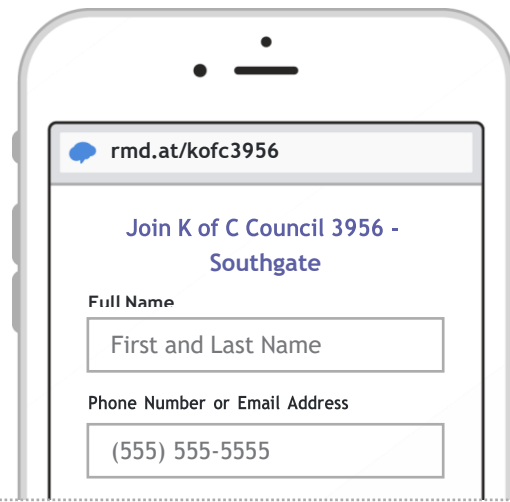 rmd.at/kofc3956
Join K of C Council 3956 -
Southgate
Full Name
First and Last Name
Phone Number or Email Address
(555) 555-5555